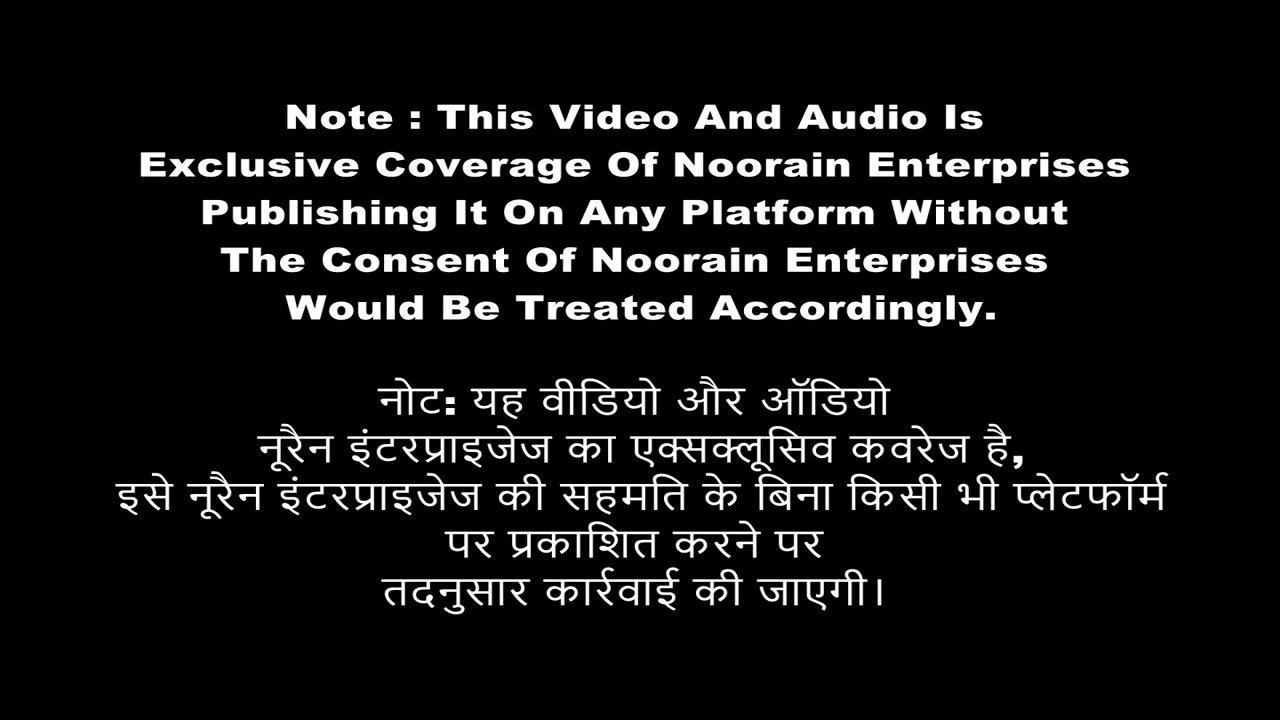 Note : This Video And Audio Is
Exclusive Coverage Of Noorain Enterprises
Publishing It On Any Platform Without
The Consent Of Noorain Enterprises
Would Be Treated Accordingly.
नोट: यह वीडियो और ऑडियो
नूरैन इंटरप्राइजेज का एक्सक्लूसिव कवरेज है,
इसे नूरैन इंटरप्राइजेज की सहमति के बिना किसी भी प्लेटफॉर्म
पर प्रकाशित करने पर
तदनुसार कार्रवाई की जाएगी।